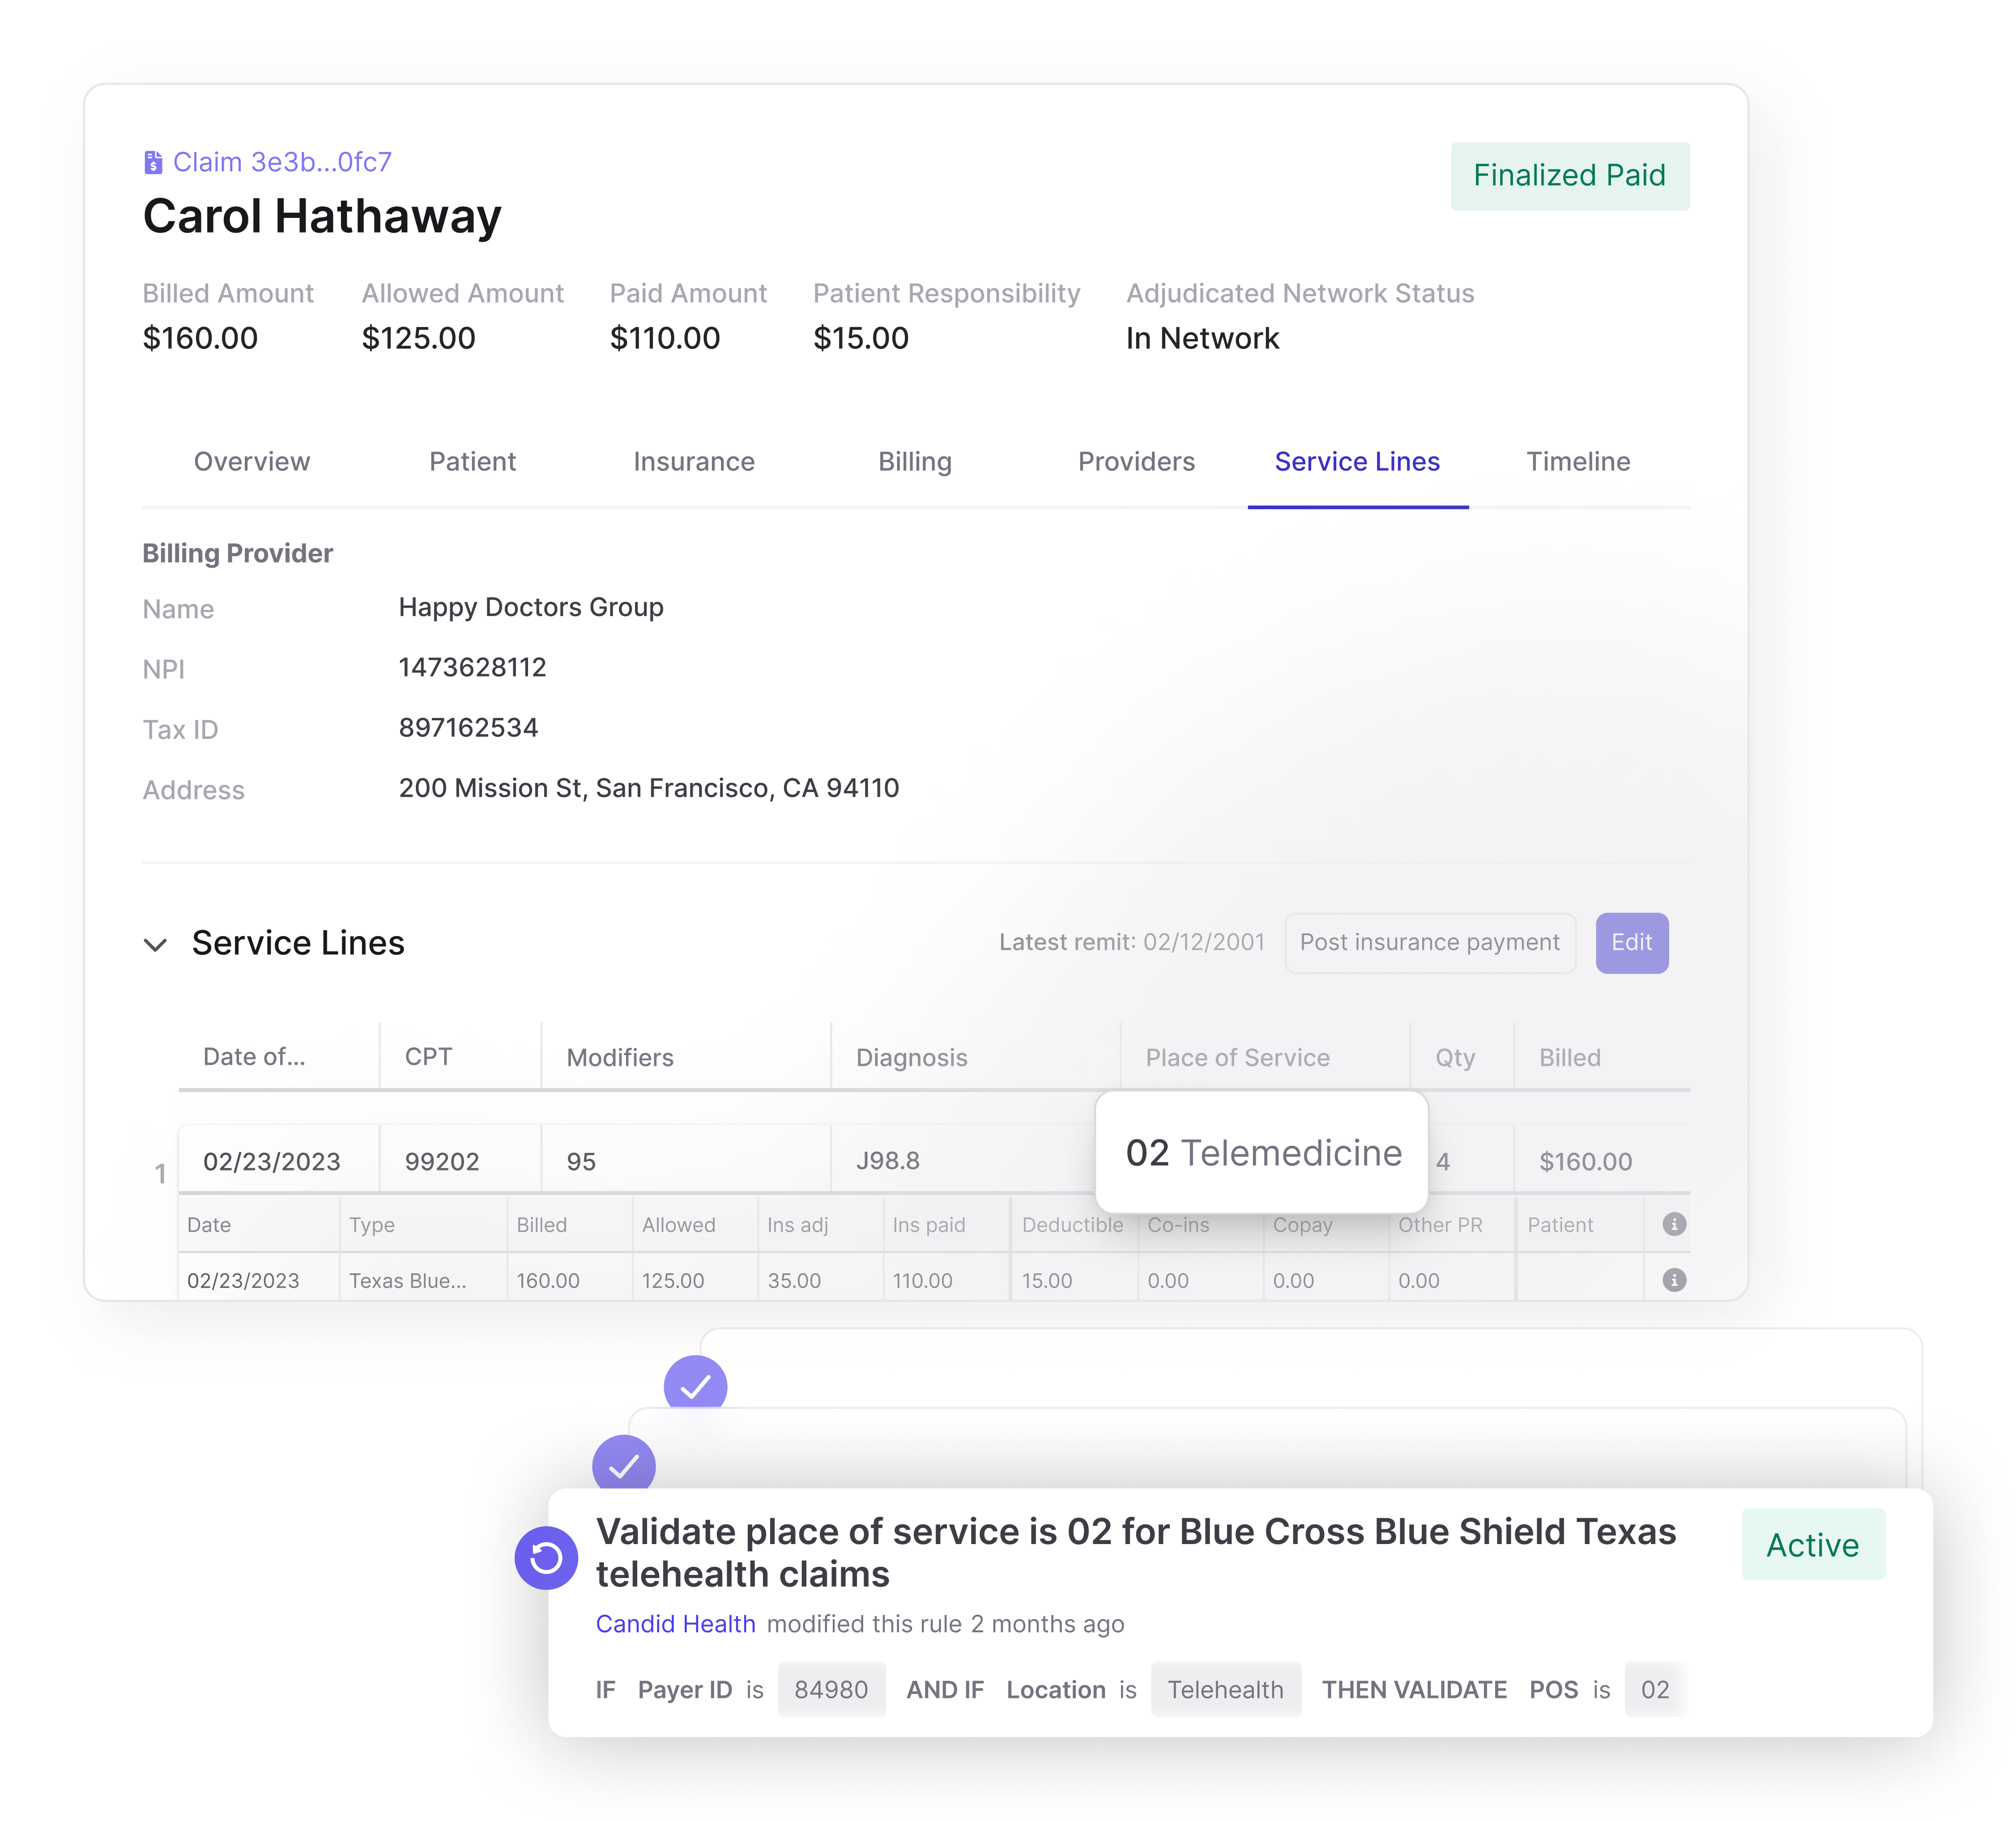 Claim 3e3b...0fc7
Carol Hathaway
Finalized Paid
Billed Amount Allowed Amount Paid Amount Patient Responsibility Adjudicated Network Status
$160.00 $125.00 $110.00 $15.00 In Network
Overview Patient Insurance Billing Providers Service Lines Timeline
Billing Provider
Name Happy Doctors Group
NPI 1473628112
Tax ID 897162534
Address 200 Mission St, San Francisco, CA 94110
Service Lines Latest remit: 02/12/2001 Post insurance payment Edit
Date of... CPT Modifiers Diagnosis Place of Service Qty Billed
1 02/23/2023 99202 95 J98.8 02 Telemedicine 4 $160.00
Date Type Billed Allowed Ins adj Ins paid Deductible Co-ins Copay Other PR Patient
02/23/2023 Texas Blue... 160.00 125.00 35.00 110.00 15.00 0.00 0.00 0.00
Validate place of service is 02 for Blue Cross Blue Shield Texas
telehealth claims
Active
Candid Health modified this rule 2 months ago
IF Payer ID is 84980 AND IF Location is Telehealth THEN VALIDATE POS is 02